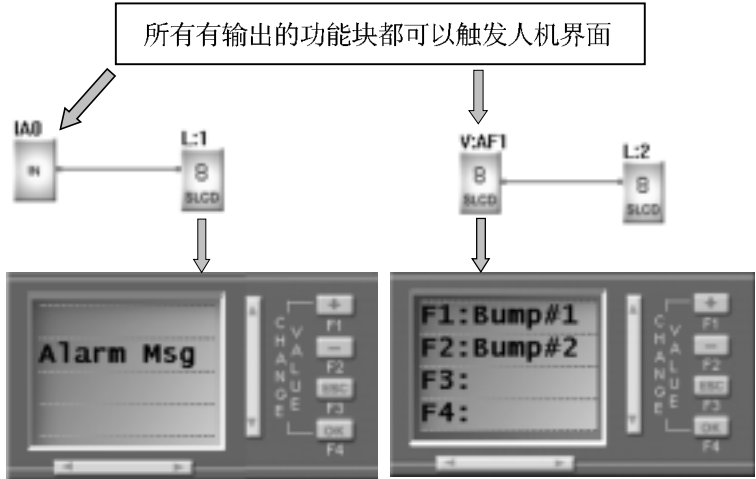 所有有输出的功能块都可以触发人机界面
IA0
IN
L:1
8
SLCD
V:AF1
8
SLCD
L:2
8
SLCD
Alarm Msg
CHANGE
VALUE
+
F1
−
F2
ESC
F3
OK
F4
F1:Bump#1
F2:Bump#2
F3:
F4:
CHANGE
VALUE
+
F1
−
F2
ESC
F3
OK
F4